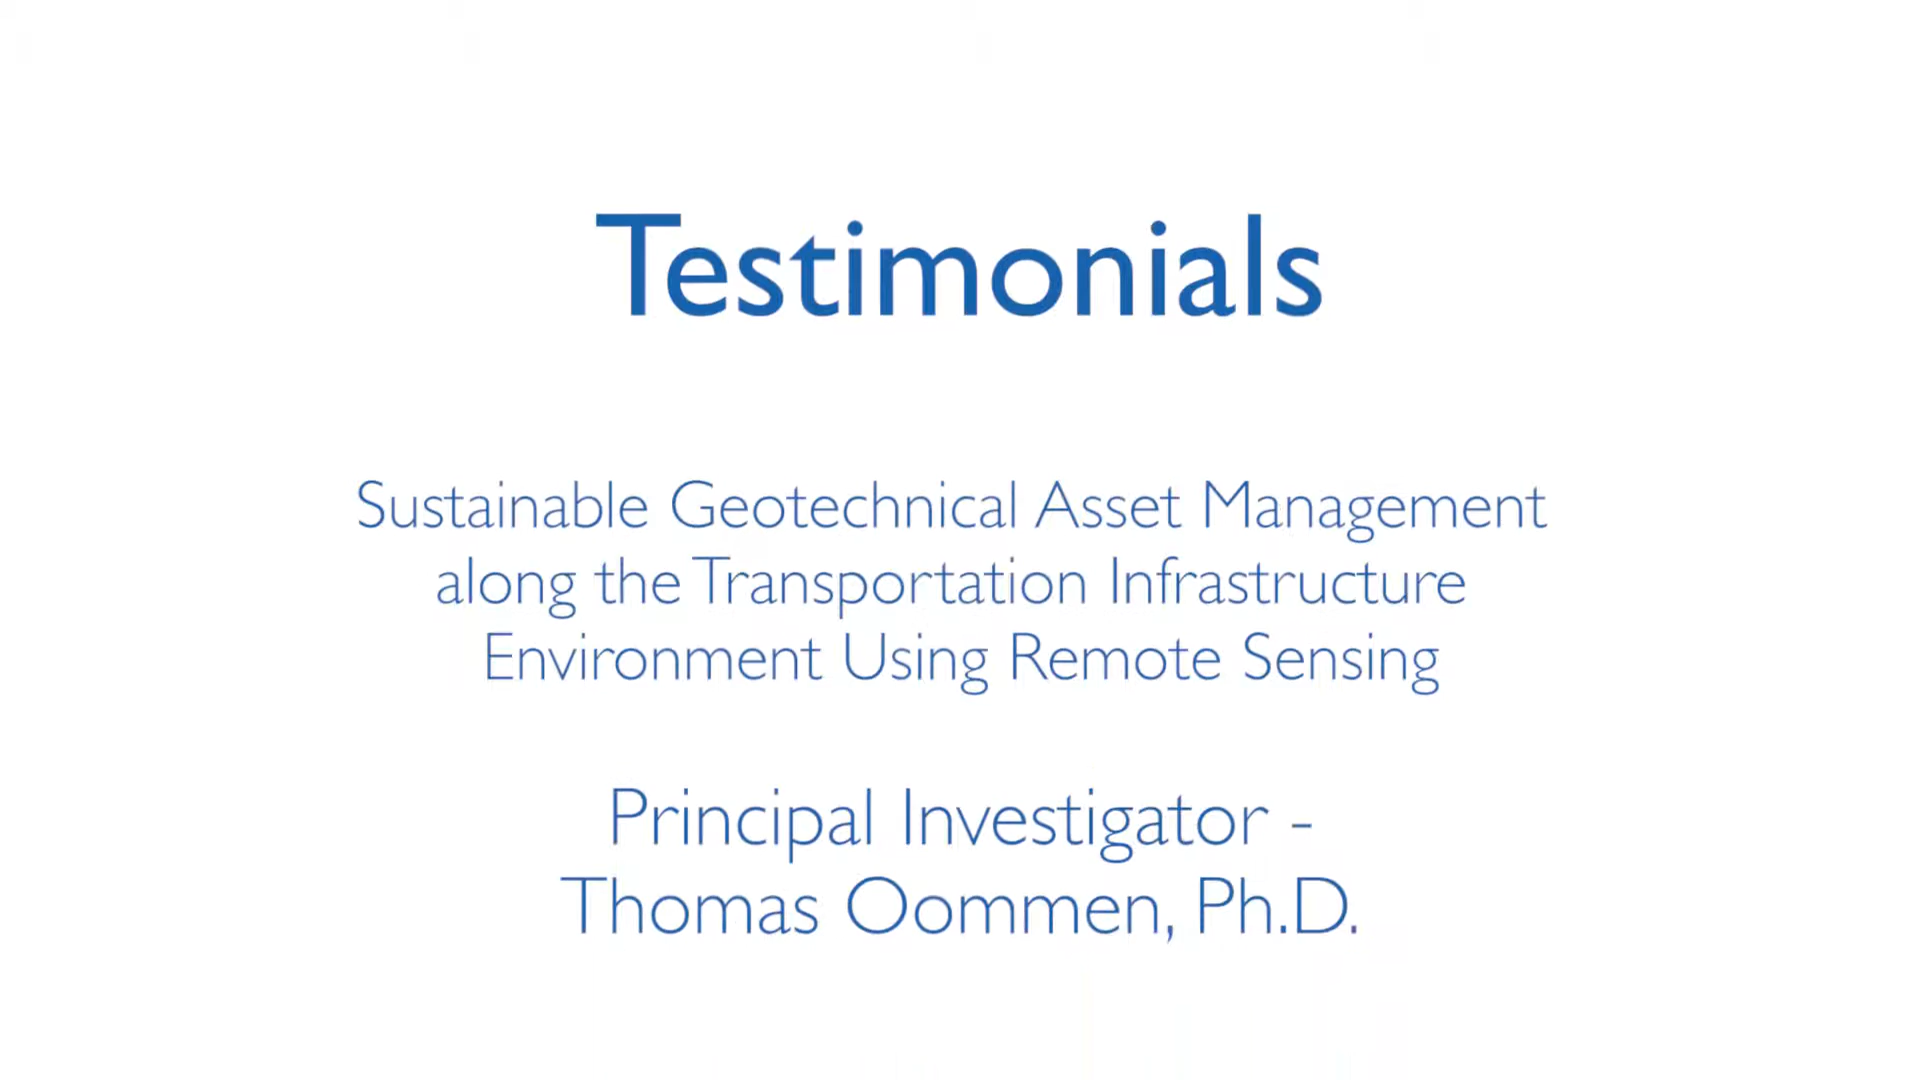 Testimonials
Sustainable Geotechnical Asset Management
along the Transportation Infrastructure
Environment Using Remote Sensing
Principal Investigator -
Thomas Oommen, Ph.D.